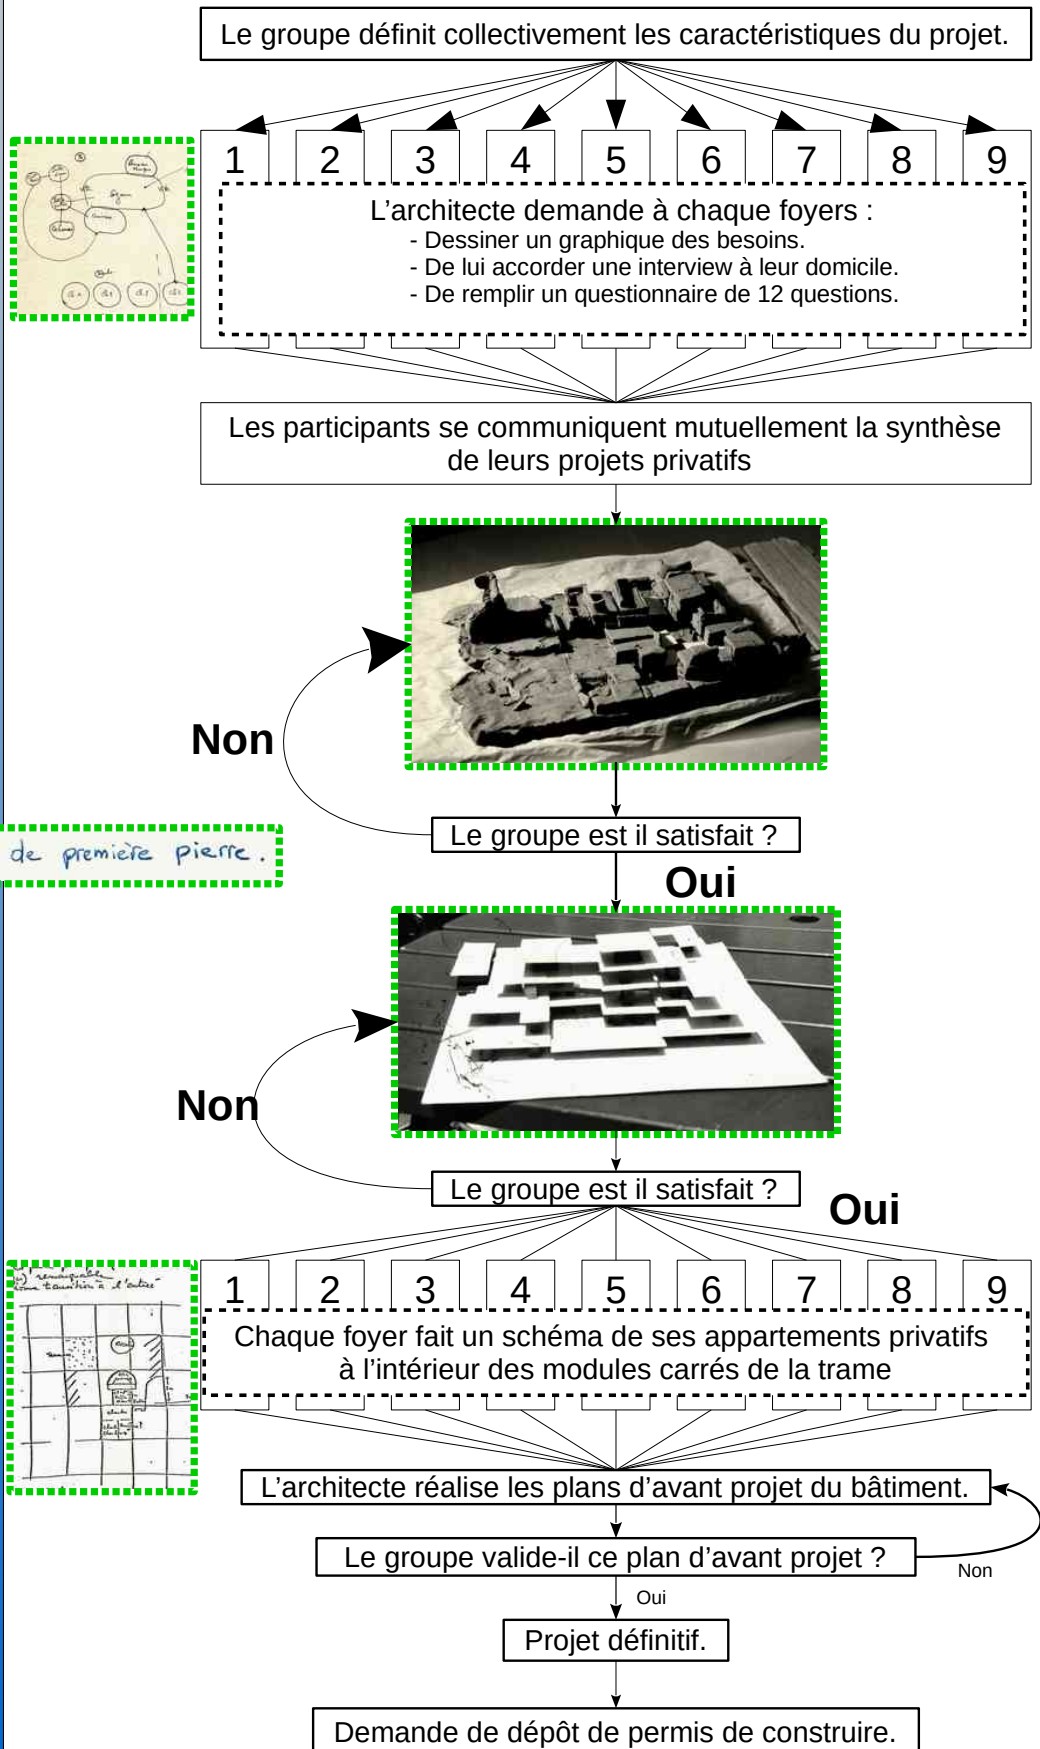 Le groupe définit collectivement les caractéristiques du projet.
1 2 3 4 5 6 7 8 9
L'architecte demande à chaque foyers :
- Dessiner un graphique des besoins.
- De lui accorder une interview à leur domicile.
- De remplir un questionnaire de 12 questions.
Les participants se communiquent mutuellement la synthèse
de leurs projets privatifs
Non
Le groupe est il satisfait ?
de première pierre.
Oui
Non
Le groupe est il satisfait ?
Oui
remarquable
transition à l'entrée
1 2 3 4 5 6 7 8 9
Chaque foyer fait un schéma de ses appartements privatifs
à l'intérieur des modules carrés de la trame
L'architecte réalise les plans d'avant projet du bâtiment.
Le groupe valide-il ce plan d'avant projet ?
Non
Oui
Projet définitif.
Demande de dépôt de permis de construire.